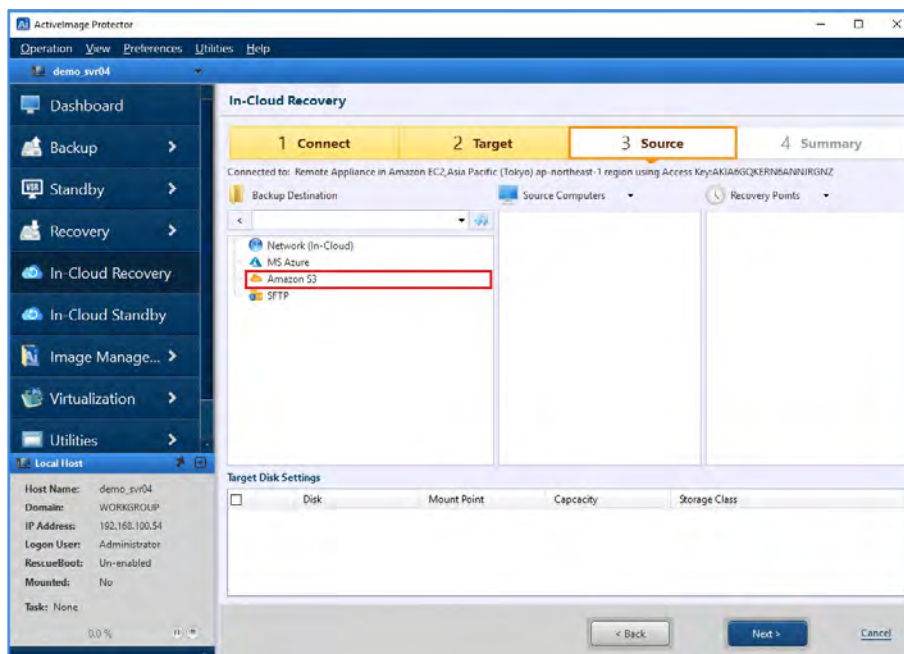 ActiveImage Protector
Operation View Preferences Utilities Help
demo_svr04
Dashboard
Backup
Standby
Recovery
In-Cloud Recovery
In-Cloud Standby
Image Manage...
Virtualization
Utilities
Local Host
Host Name: demo_svr04
Domain: WORKGROUP
IP Address: 192.168.100.54
Logon User: Administrator
RescueBoot: Un-enabled
Mounted: No
Task: None
0.0 %
In-Cloud Recovery
1 Connect
2 Target
3 Source
4 Summary
Connected to: Remote Appliance in Amazon EC2,Asia Pacific (Tokyo) ap-northeast-1 region using Access Key:AKIA6GQKERN6ANNJRGNZ
Backup Destination
Source Computers
Recovery Points
Network (In-Cloud)
MS Azure
Amazon S3
SFTP
Target Disk Settings
Disk Mount Point Capcacity Storage Class
< Back
Next >
Cancel